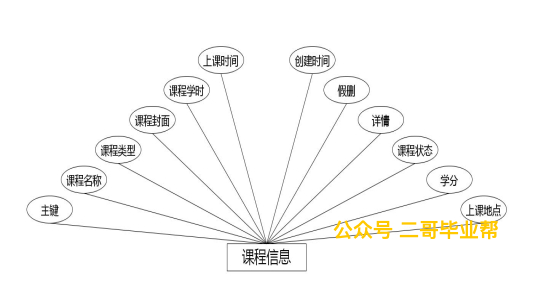 上课时间
创建时间
课程学时
假删
课程封面
详情
课程类型
课程状态
课程名称
学分
主键
上课地点
公众号 二哥毕业帮
课程信息